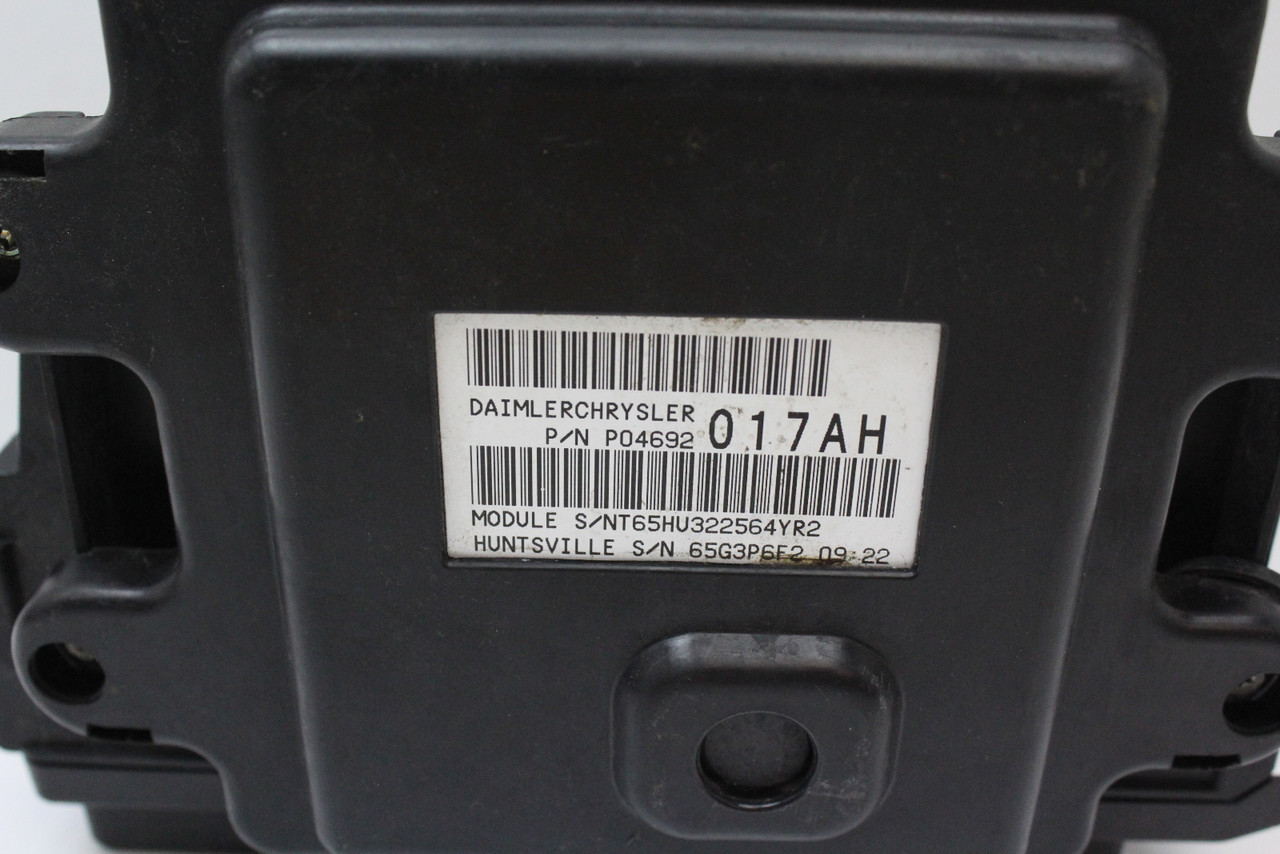 DAIMLERCHRYSLER
P/N P04692 017AH
MODULE S/NT65HU322564YR2
HUNTSVILLE S/N 65G3P6F2 09:22